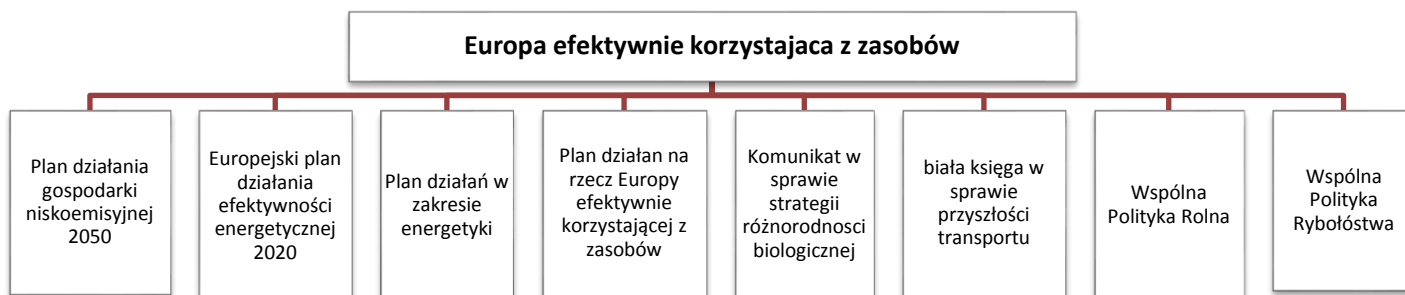 Europa efektywnie korzystajaca z zasobów
Plan działania
gospodarki
niskoemisyjnej
2050
Europejski plan
działania
efektywności
energetycznej
2020
Plan działań w
zakresie
energetyki
Plan działan na
rzecz Europy
efektywnie
korzystającej z
zasobów
Komunikat w
sprawie
strategii
różnorodnosci
biologicznej
biała księga w
sprawie
przyszłości
transportu
Wspólna
Polityka Rolna
Wspólna
Polityka
Rybołóstwa